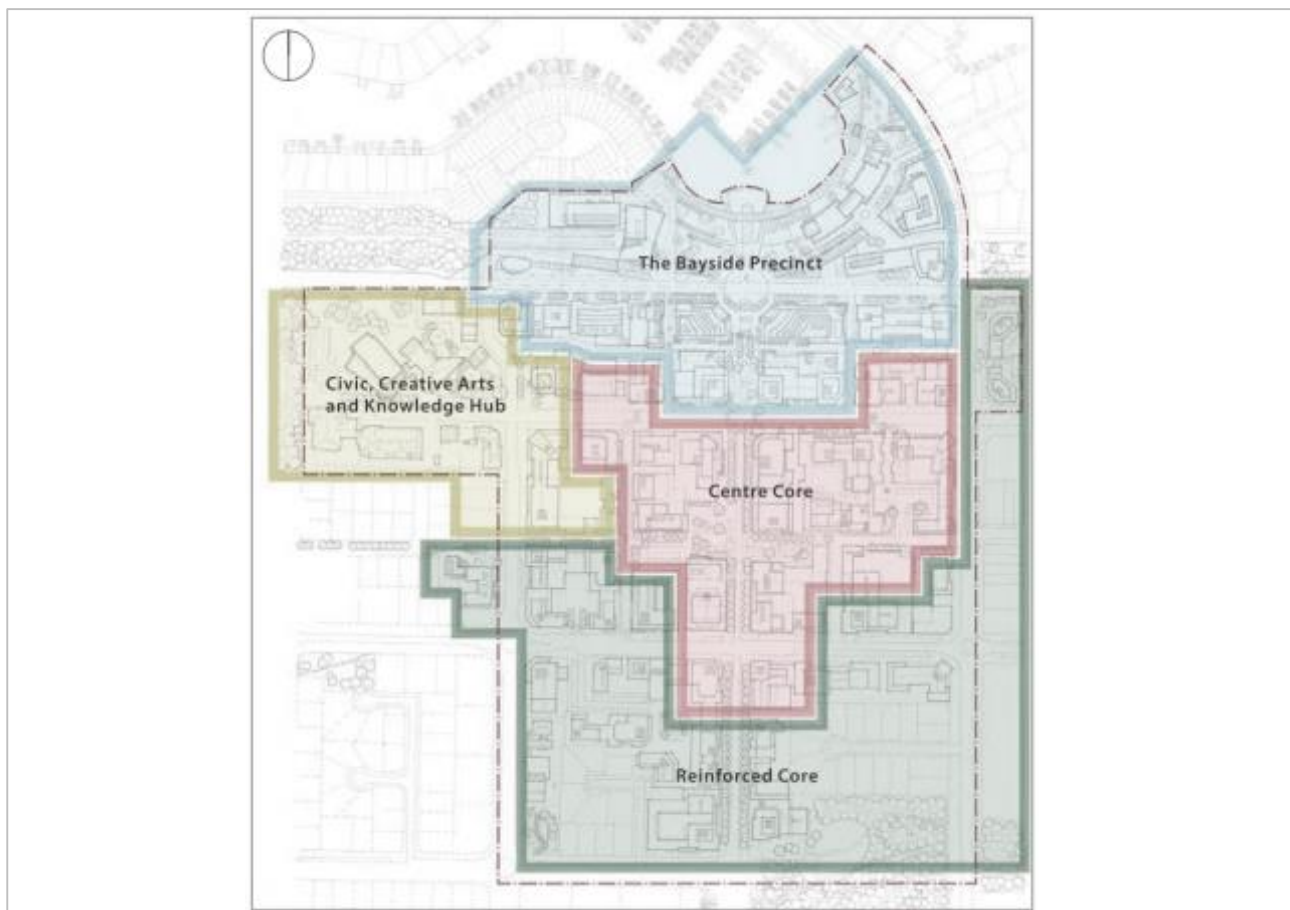 The Bayside Precinct
Civic, Creative Arts
and Knowledge Hub
Centre Core
Reinforced Core